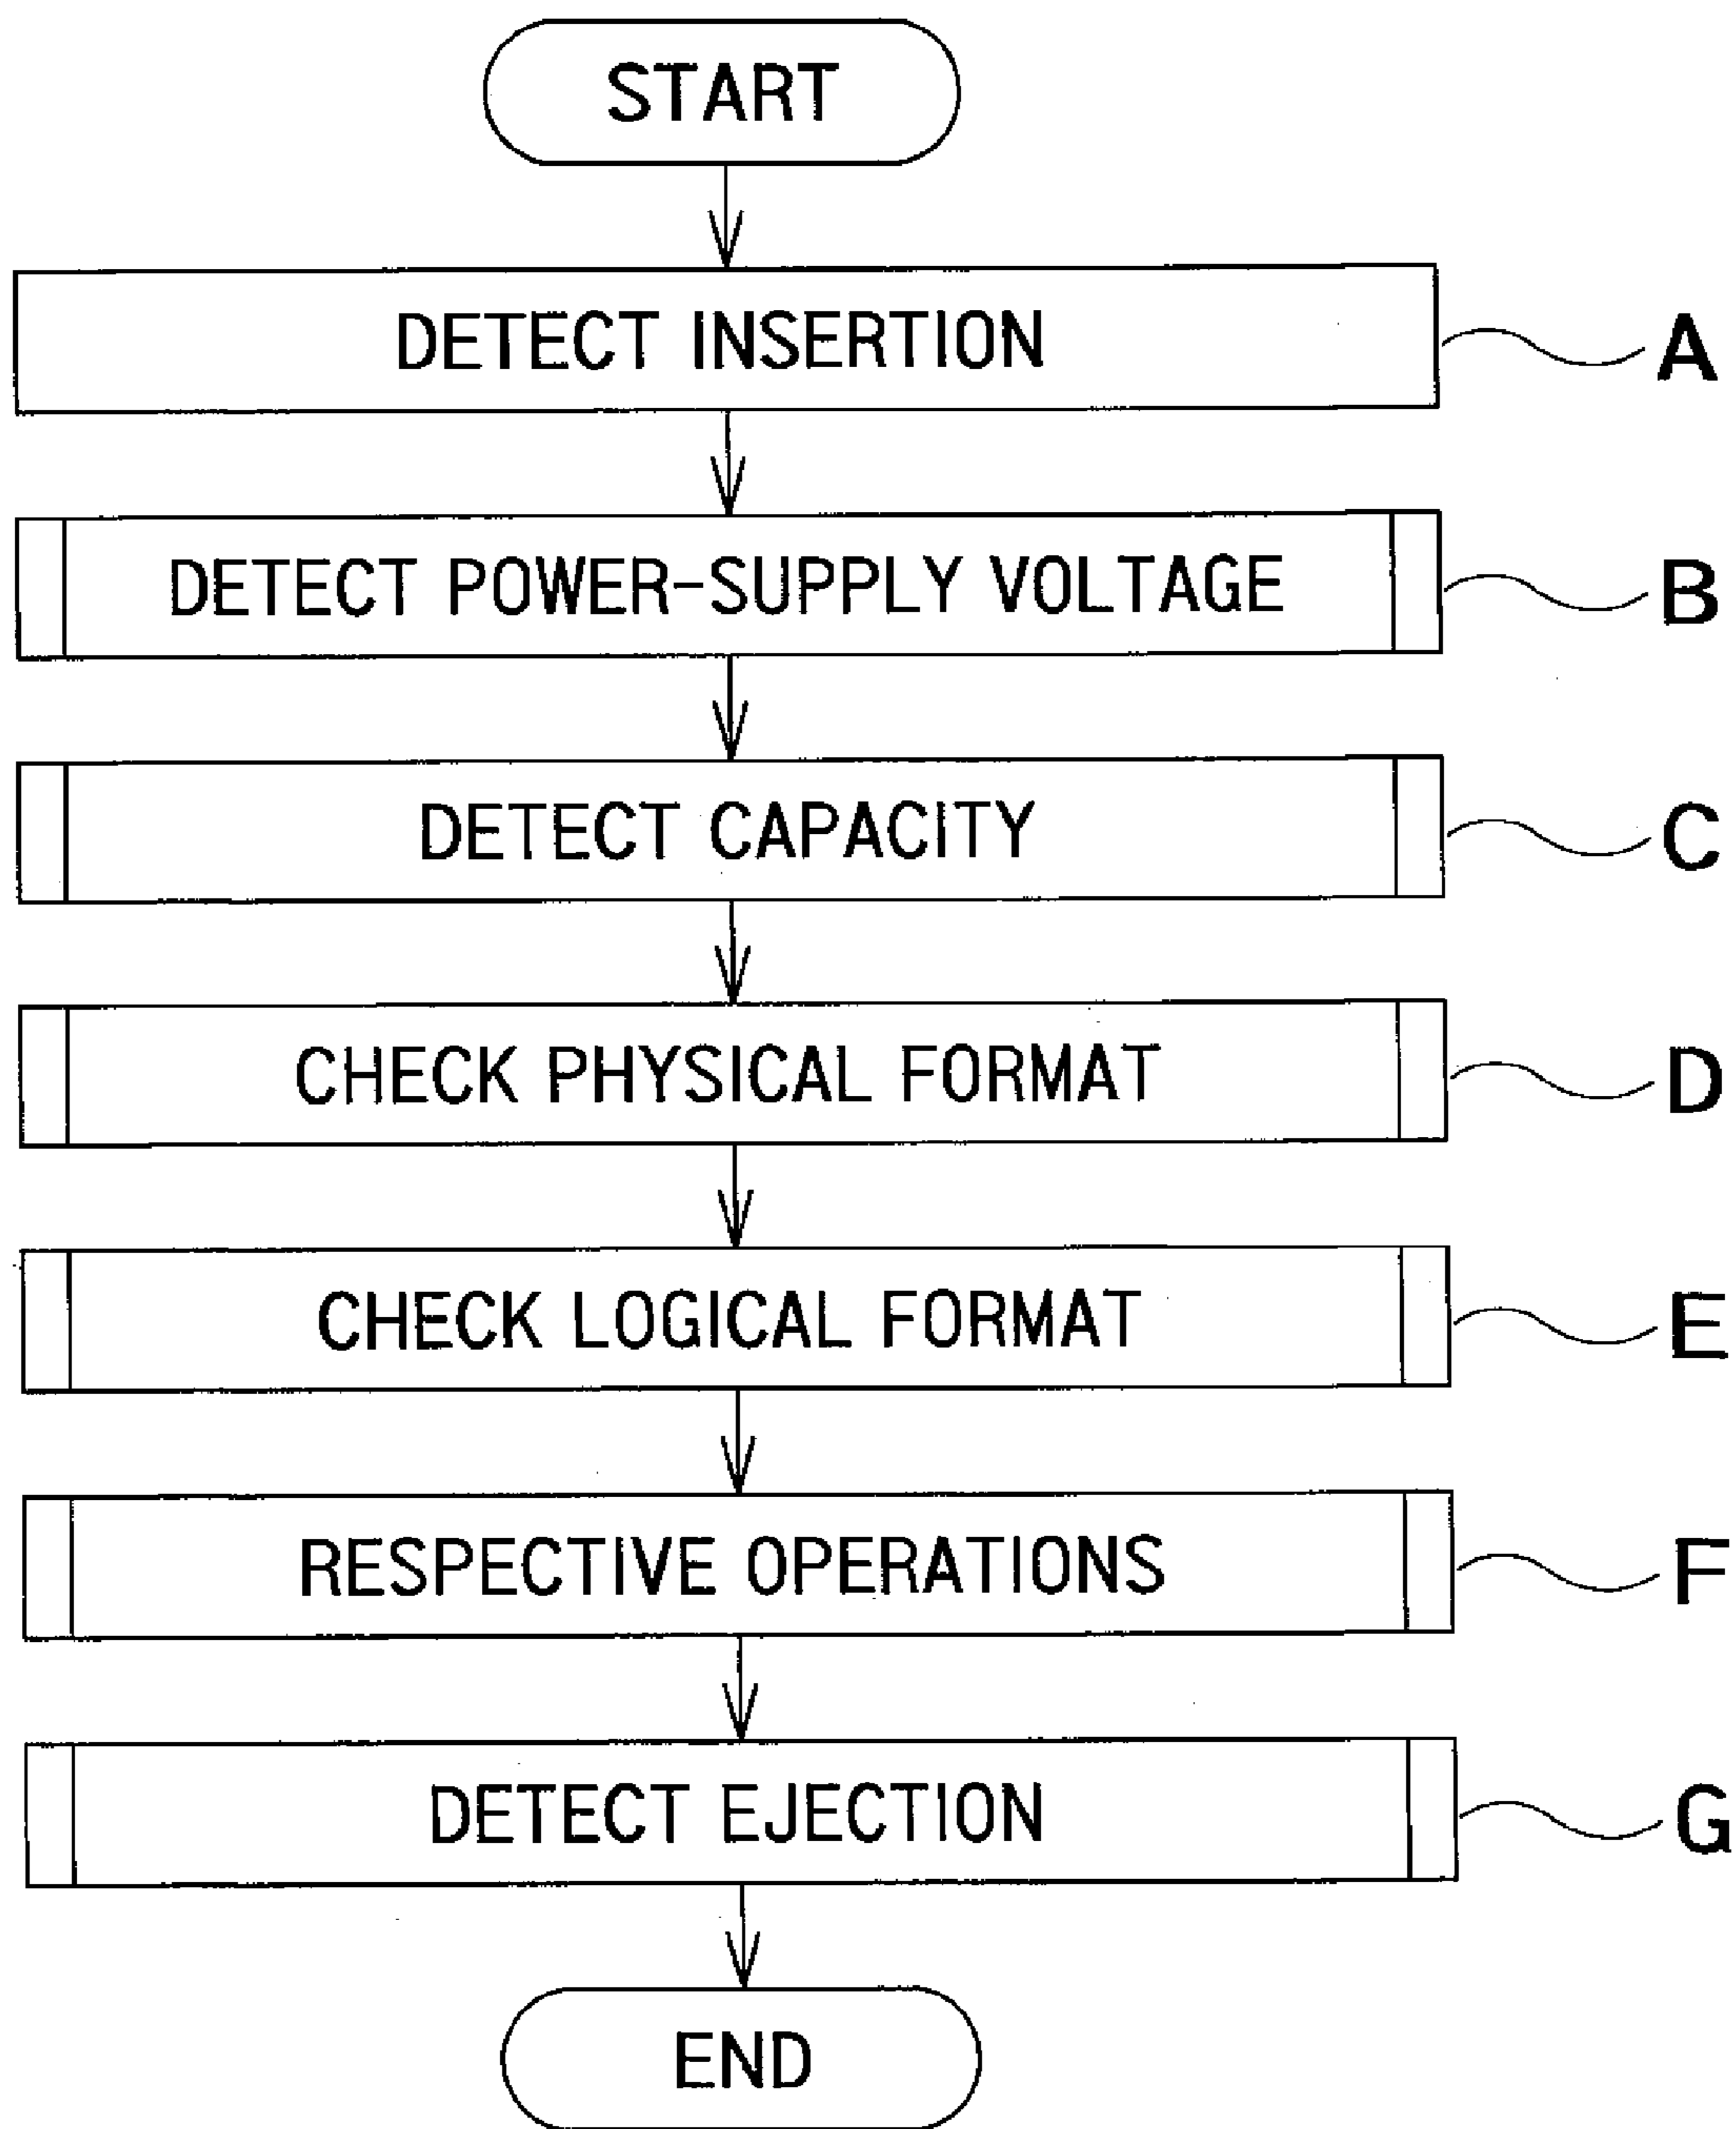 START
DETECT INSERTION
A
DETECT POWER-SUPPLY VOLTAGE
B
DETECT CAPACITY
C
CHECK PHYSICAL FORMAT
D
CHECK LOGICAL FORMAT
E
RESPECTIVE OPERATIONS
F
DETECT EJECTION
G
END